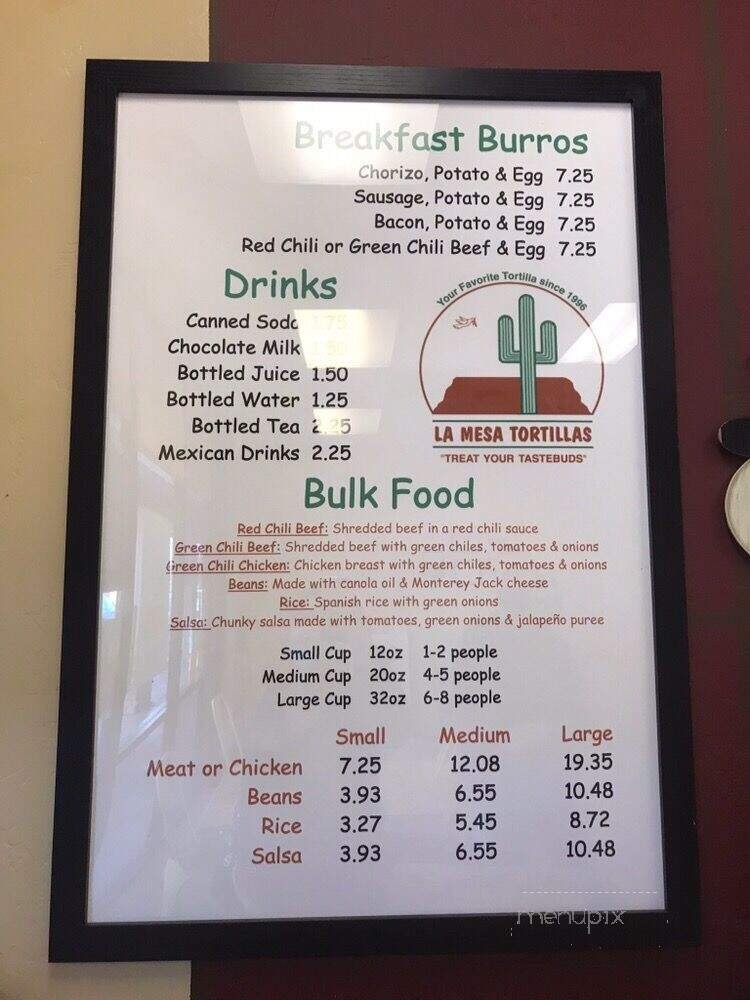 Breakfast Burros
Chorizo, Potato & Egg 7.25
Sausage, Potato & Egg 7.25
Bacon, Potato & Egg 7.25
Red Chili or Green Chili Beef & Egg 7.25
Drinks
Canned Soda 1.75
Chocolate Milk 1.50
Bottled Juice 1.50
Bottled Water 1.25
Bottled Tea 2.25
Mexican Drinks 2.25
Your Favorite Tortilla since 1996
LA MESA TORTILLAS
"TREAT YOUR TASTEBUDS"
Bulk Food
Red Chili Beef: Shredded beef in a red chili sauce
Green Chili Beef: Shredded beef with green chiles, tomatoes & onions
Green Chili Chicken: Chicken breast with green chiles, tomatoes & onions
Beans: Made with canola oil & Monterey Jack cheese
Rice: Spanish rice with green onions
Salsa: Chunky salsa made with tomatoes, green onions & jalapeño puree
Small Cup 12oz 1-2 people
Medium Cup 20oz 4-5 people
Large Cup 32oz 6-8 people
Small Medium Large
Meat or Chicken 7.25 12.08 19.35
Beans 3.93 6.55 10.48
Rice 3.27 5.45 8.72
Salsa 3.93 6.55 10.48
menupix